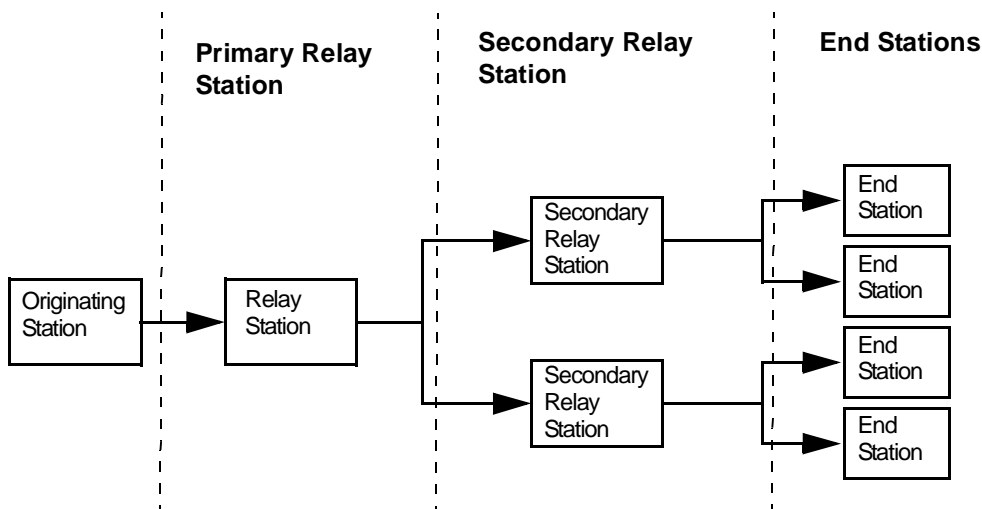 Primary Relay
Station
Secondary Relay
Station
End Stations
Originating
Station
Relay
Station
Secondary
Relay
Station
Secondary
Relay
Station
End
Station
End
Station
End
Station
End
Station